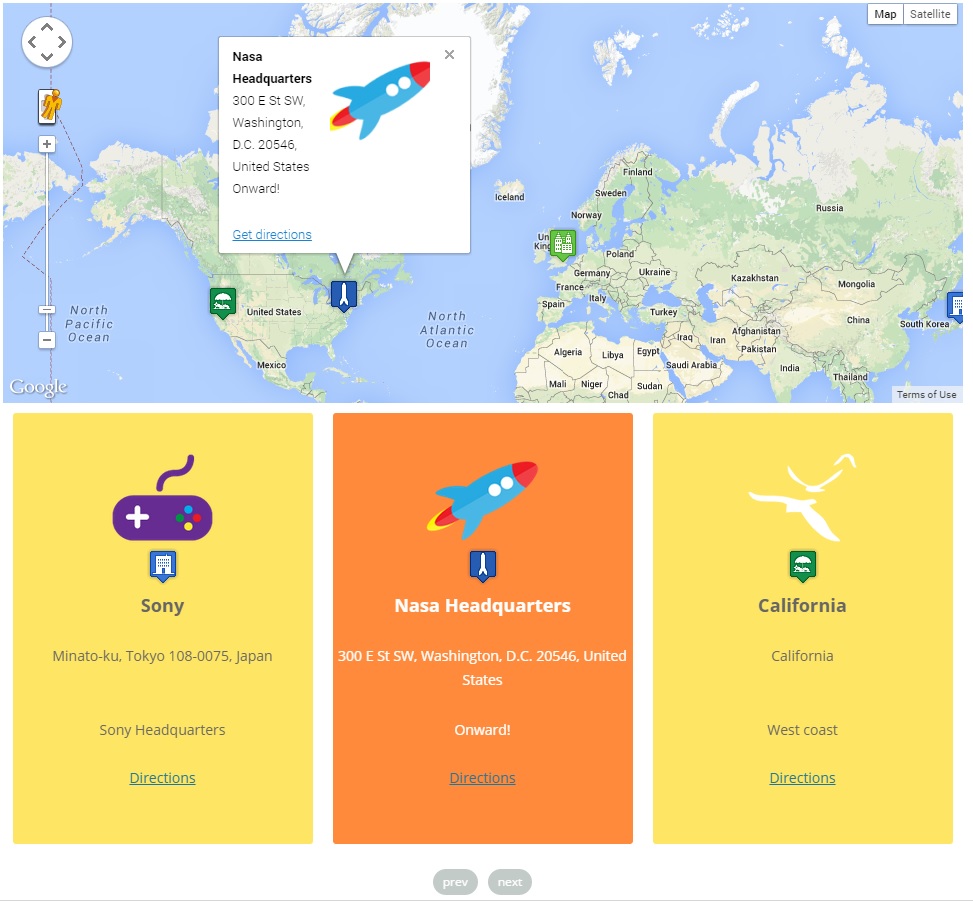 Map Satellite
Nasa
Headquarters
300 E St SW,
Washington,
D.C. 20546,
United States
Onward!
Get directions
Iceland
Finland
Sweden
Norway
Russia
Un
King
Poland
Germany
Ukraine
France
Kazakhstan
Mongolia
Italy
Spain
Turkey
China
South Korea
Afghanistan
Iraq
Iran
Pakistan
Algeria
Libya
Egypt
Saudi Arabia
India
Thailand
Mali
Niger
Sudan
Chad
United States
Mexico
North
Pacific
Ocean
North
Atlantic
Ocean
Google
Terms of Use
Sony
Minato-ku, Tokyo 108-0075, Japan
Sony Headquarters
Directions
Nasa Headquarters
300 E St SW, Washington, D.C. 20546, United
States
Onward!
Directions
California
California
West coast
Directions
prev next